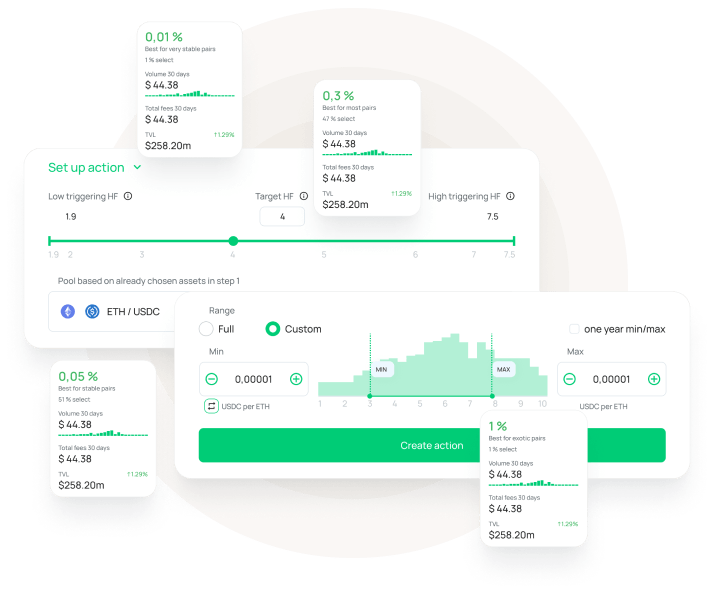 0,01 %
Best for very stable pairs
1 % select
Volume 30 days
$ 44.38
Total fees 30 days
$ 44.38
TVL ↑1.29%
$258.20m
0,3 %
Best for most pairs
47 % select
Volume 30 days
$ 44.38
Total fees 30 days
$ 44.38
TVL ↑1.29%
$258.20m
Set up action
Low triggering HF Target HF High triggering HF
1.9 4 7.5
1.9 2 3 4 5 6 7 7.5
Pool based on already chosen assets in step 1
ETH / USDC
Range
Full Custom one year min/max
Min Max
0,00001 MIN MAX 0,00001
1 2 3 4 5 6 7 8 9 10
USDC per ETH USDC per ETH
Create action
0,05 %
Best for stable pairs
51 % select
Volume 30 days
$ 44.38
Total fees 30 days
$ 44.38
TVL ↑1.29%
$258.20m
1 %
Best for exotic pairs
1 % select
Volume 30 days
$ 44.38
Total fees 30 days
$ 44.38
TVL ↑1.29%
$258.20m